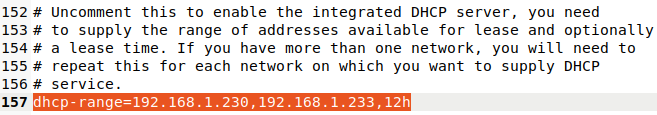 152 # Uncomment this to enable the integrated DHCP server, you need
153 # to supply the range of addresses available for lease and optionally
154 # a lease time. If you have more than one network, you will need to
155 # repeat this for each network on which you want to supply DHCP
156 # service.
157 dhcp-range=192.168.1.230,192.168.1.233,12h